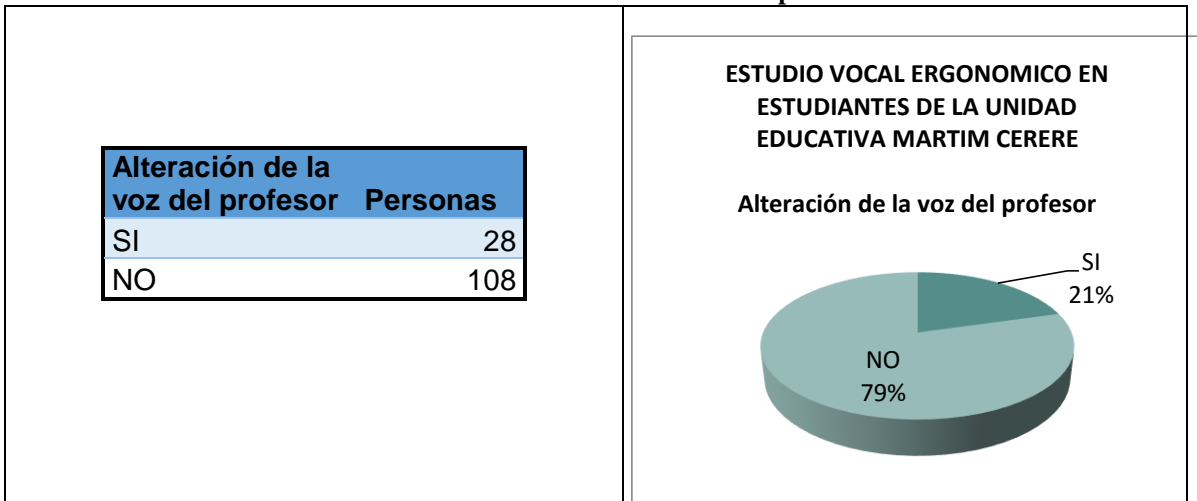 Alteración de la
voz del profesor Personas
SI 28
NO 108
ESTUDIO VOCAL ERGONOMICO EN
ESTUDIANTES DE LA UNIDAD
EDUCATIVA MARTIM CERERE
Alteración de la voz del profesor
SI
21%
NO
79%